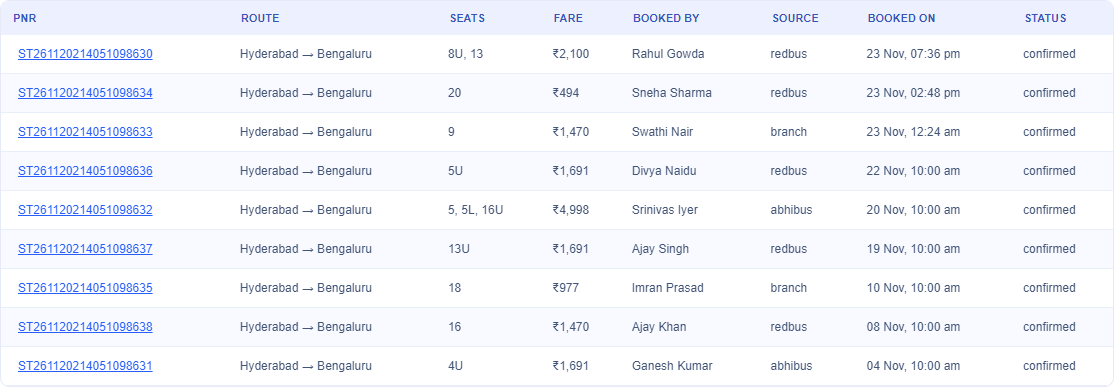 PNR ROUTE SEATS FARE BOOKED BY SOURCE BOOKED ON STATUS
ST261120214051098630 Hyderabad → Bengaluru 8U, 13 ₹2,100 Rahul Gowda redbus 23 Nov, 07:36 pm confirmed
ST261120214051098634 Hyderabad → Bengaluru 20 ₹494 Sneha Sharma redbus 23 Nov, 02:48 pm confirmed
ST261120214051098633 Hyderabad → Bengaluru 9 ₹1,470 Swathi Nair branch 23 Nov, 12:24 am confirmed
ST261120214051098636 Hyderabad → Bengaluru 5U ₹1,691 Divya Naidu redbus 22 Nov, 10:00 am confirmed
ST261120214051098632 Hyderabad → Bengaluru 5, 5L, 16U ₹4,998 Srinivas Iyer abhibus 20 Nov, 10:00 am confirmed
ST261120214051098637 Hyderabad → Bengaluru 13U ₹1,691 Ajay Singh redbus 19 Nov, 10:00 am confirmed
ST261120214051098635 Hyderabad → Bengaluru 18 ₹977 Imran Prasad branch 10 Nov, 10:00 am confirmed
ST261120214051098638 Hyderabad → Bengaluru 16 ₹1,470 Ajay Khan redbus 08 Nov, 10:00 am confirmed
ST261120214051098631 Hyderabad → Bengaluru 4U ₹1,691 Ganesh Kumar abhibus 04 Nov, 10:00 am confirmed